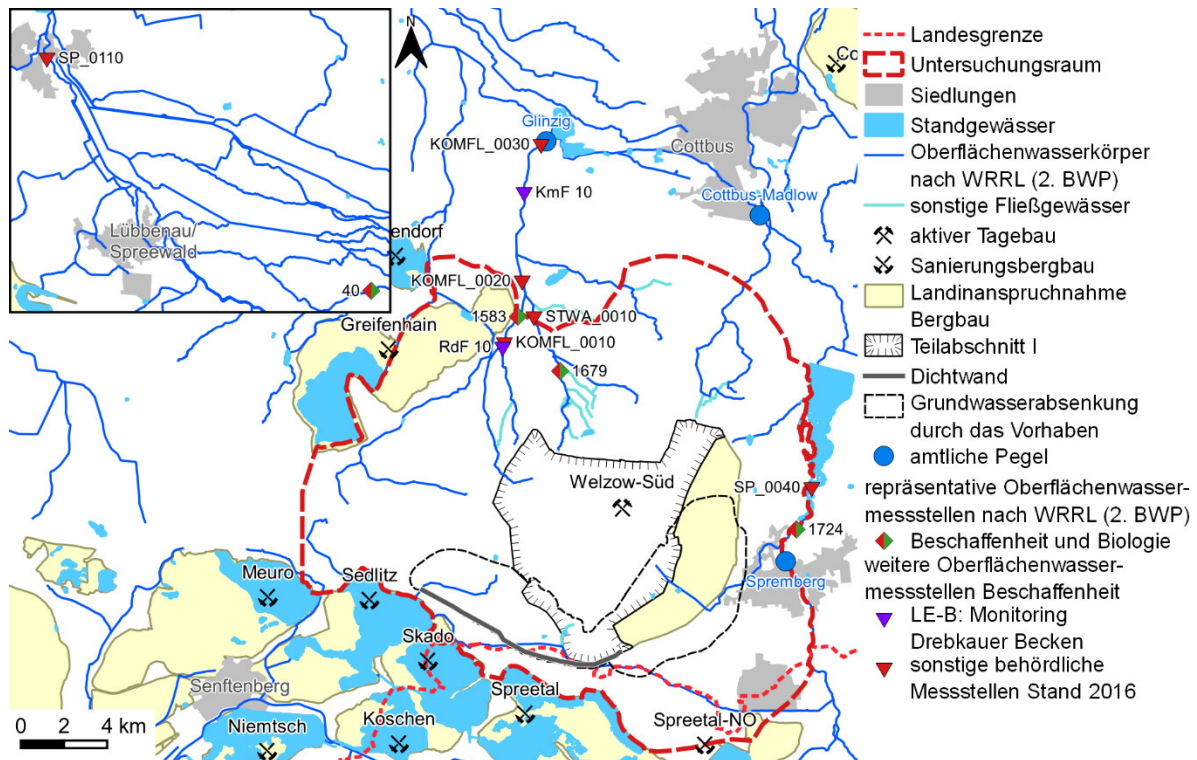 SP_0110
Lübbenau/
Spreewald
40
N
Co
Glinzig
KOMFL_0030
Cottbus
KmF 10
Cottbus-Madlow
endorf
KOMFL_0020
1583
STWA_0010
Greifenhain
RdF 10
KOMFL_0010
1679
Welzow-Süd
SP_0040
1724
Spremberg
Meuro
Sedlitz
Skado
Senftenberg
Spreetal
Niemtsch
Koschen
Spreetal-NO
0 2 4 km
Landesgrenze
Untersuchungsraum
Siedlungen
Standgewässer
Oberflächenwasserkörper
nach WRRL (2. BWP)
sonstige Fließgewässer
aktiver Tagebau
Sanierungsbergbau
Landinanspruchnahme
Bergbau
Teilabschnitt I
Dichtwand
Grundwasserabsenkung
durch das Vorhaben
amtliche Pegel
repräsentative Oberflächenwasser-
messstellen nach WRRL (2. BWP)
Beschaffenheit und Biologie
weitere Oberflächenwasser-
messstellen Beschaffenheit
LE-B: Monitoring
Drebkauer Becken
sonstige behördliche
Messstellen Stand 2016